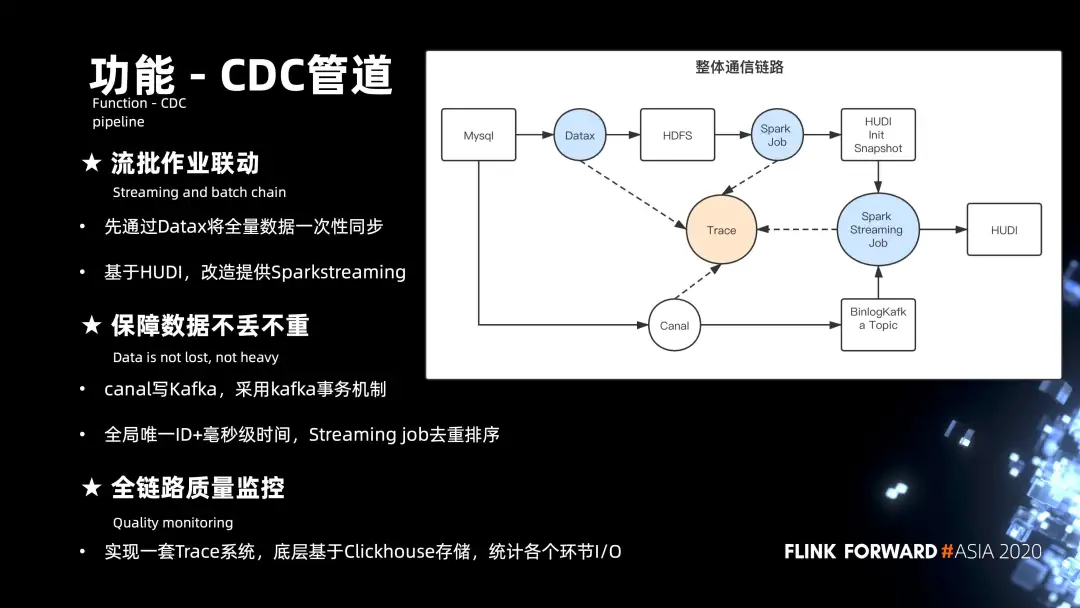 功能 - CDC管道
Function - CDC
pipeline
★ 流批作业联动
Streaming and batch chain
• 先通过Datax将全量数据一次性同步
• 基于HUDI，改造提供Sparkstreaming
★ 保障数据不丢不重
Data is not lost, not heavy
• canal写Kafka，采用kafka事务机制
• 全局唯一ID+毫秒级时间，Streaming job去重排序
★ 全链路质量监控
Quality monitoring
• 实现一套Trace系统，底层基于Clickhouse存储，统计各个环节I/O
整体通信链路
Mysql
Datax
HDFS
Spark
Job
HUDI
Init
Snapshot
Trace
Spark
Streaming
Job
HUDI
Canal
BinlogKafk
a Topic
FLINK FORWARD #ASIA 2020